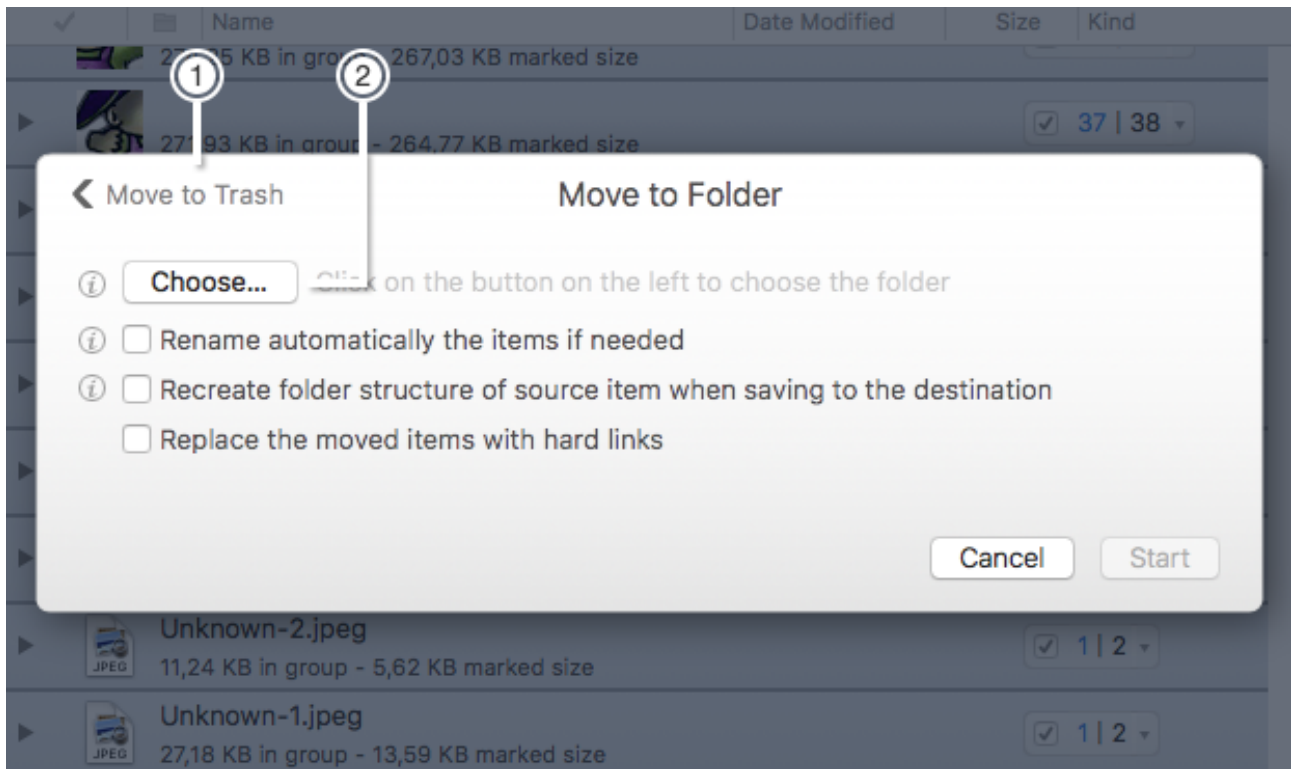 Name Date Modified Size Kind
KB in group - 267,03 KB marked size
1 2
37 | 38
KB in group - 264,77 KB marked size
Move to Trash Move to Folder
Choose... Click on the button on the left to choose the folder
Rename automatically the items if needed
Recreate folder structure of source item when saving to the destination
Replace the moved items with hard links
Cancel Start
Unknown-2.jpeg
JPEG 11,24 KB in group - 5,62 KB marked size
1 | 2
Unknown-1.jpeg
JPEG 27,18 KB in group - 13,59 KB marked size
1 | 2